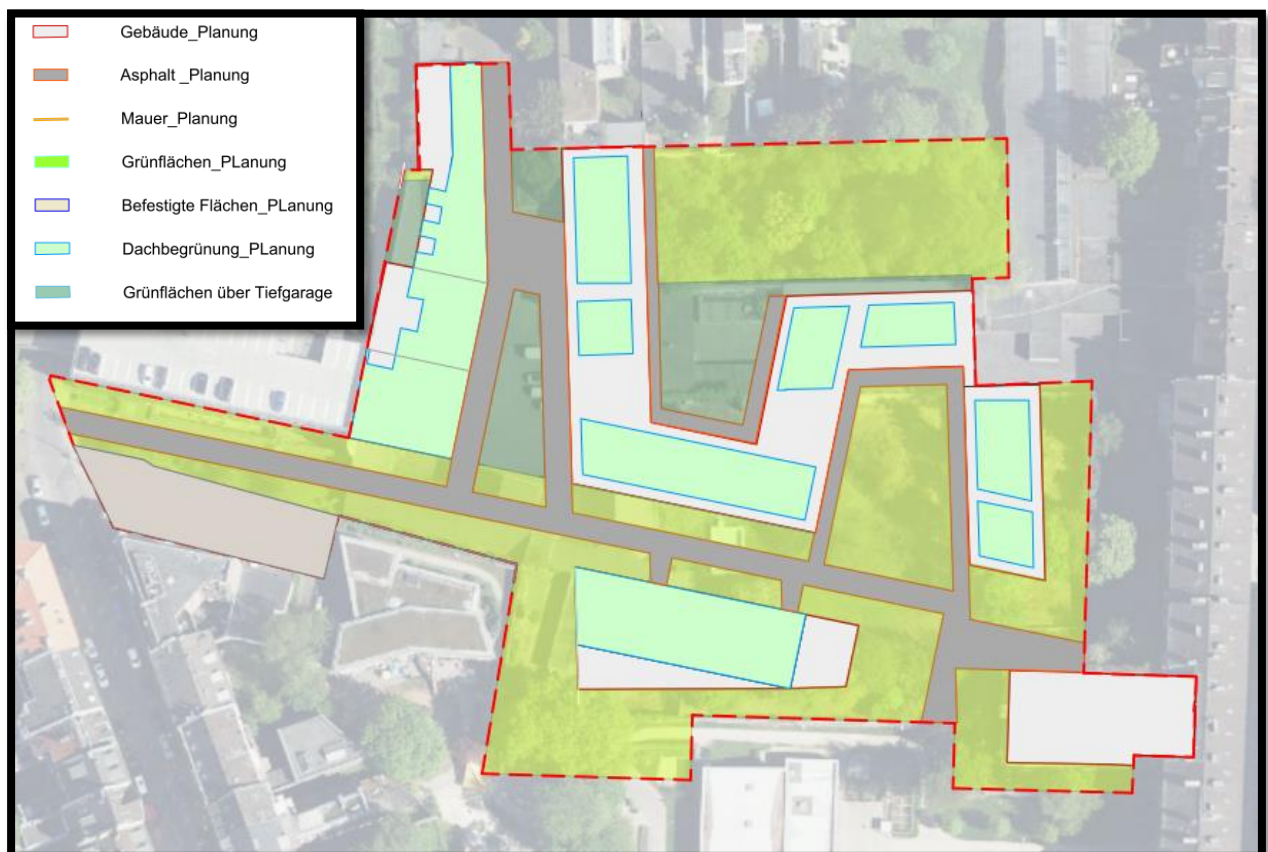 Gebäude_Planung
Asphalt _Planung
Mauer_Planung
Grünflächen_PLanung
Befestigte Flächen_PLanung
Dachbegrünung_PLanung
Grünflächen über Tiefgarage